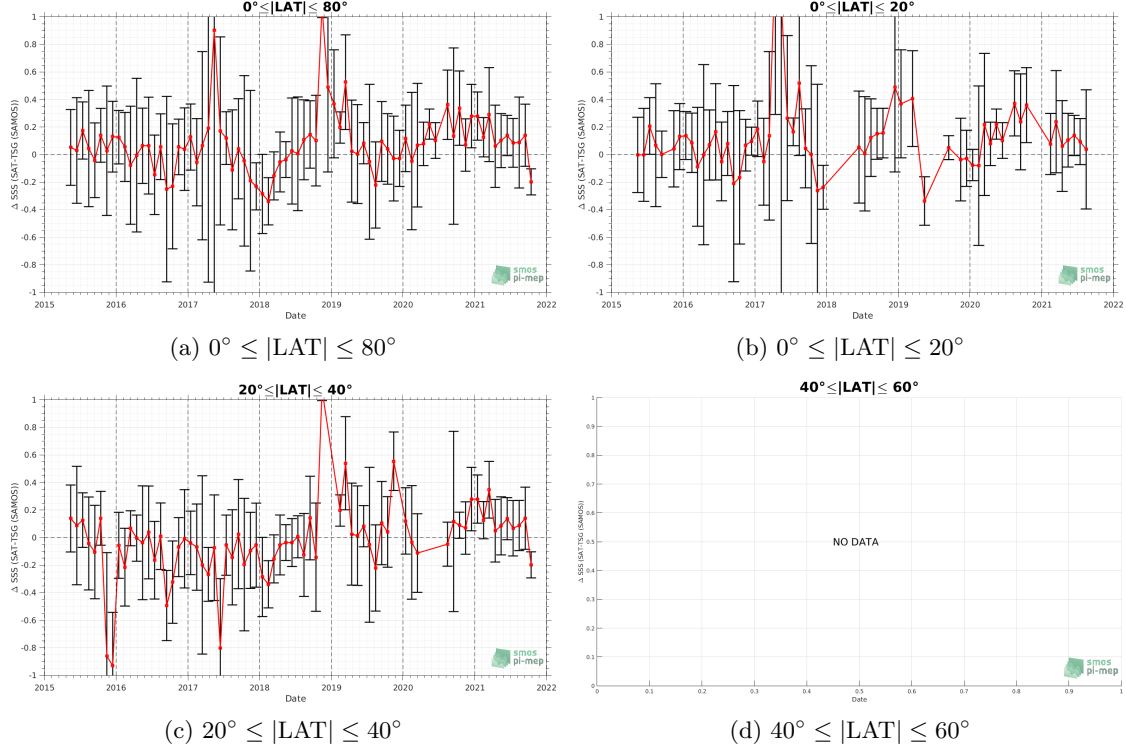 0°≤|LAT|≤ 80°
1
0.8
0.6
0.4
0.2
0
-0.2
-0.4
-0.6
-0.8
-1
Δ SSS (SAT-TSG (SAMOS))
2015 2016 2017 2018 2019 2020 2021 2022
Date
smos
pi-mep
(a) 0° ≤ |LAT| ≤ 80°
0°≤|LAT|≤ 20°
1
0.8
0.6
0.4
0.2
0
-0.2
-0.4
-0.6
-0.8
-1
Δ SSS (SAT-TSG (SAMOS))
2015 2016 2017 2018 2019 2020 2021 2022
Date
smos
pi-mep
(b) 0° ≤ |LAT| ≤ 20°
20°≤|LAT|≤ 40°
1
0.8
0.6
0.4
0.2
0
-0.2
-0.4
-0.6
-0.8
-1
Δ SSS (SAT-TSG (SAMOS))
2015 2016 2017 2018 2019 2020 2021 2022
Date
smos
pi-mep
(c) 20° ≤ |LAT| ≤ 40°
40°≤|LAT|≤ 60°
1
0.9
0.8
0.7
0.6
0.5
0.4
0.3
0.2
0.1
0
Δ SSS (SAT-TSG (SAMOS))
NO DATA
0 0.1 0.2 0.3 0.4 0.5 0.6 0.7 0.8 0.9 1
Date
smos
pi-mep
(d) 40° ≤ |LAT| ≤ 60°